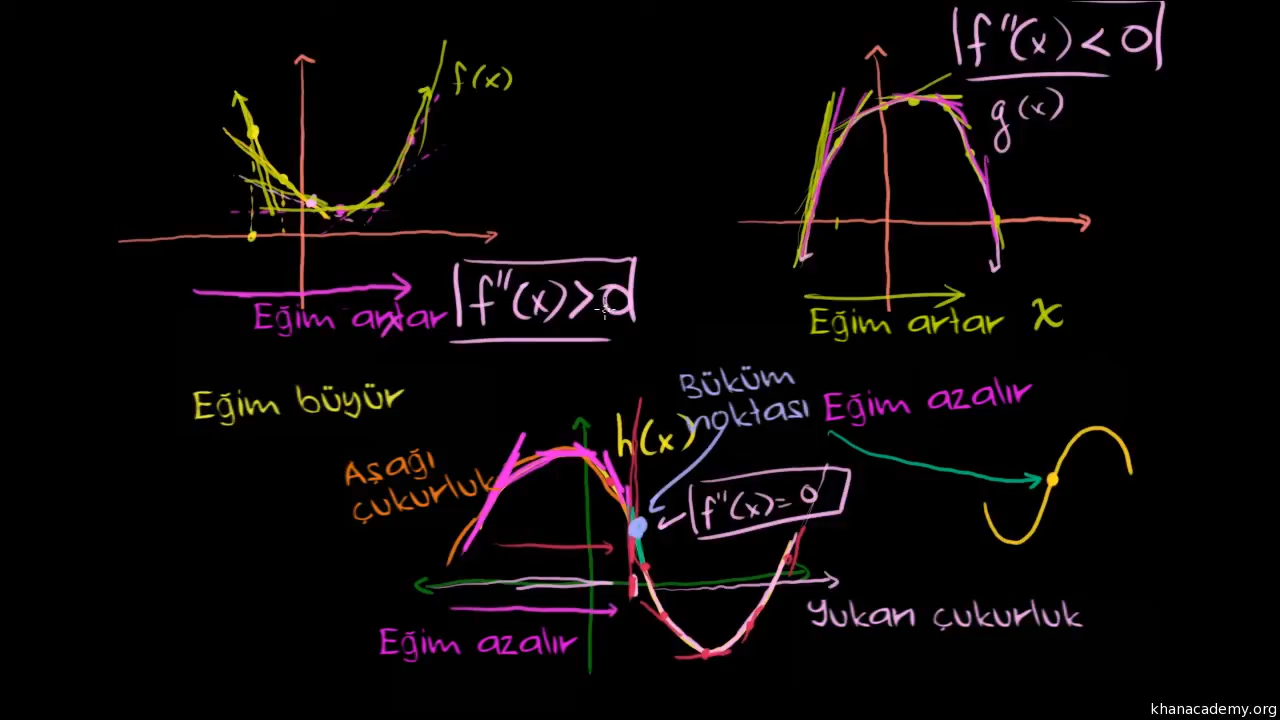 f(x)
f''(x) < 0
g(x)
Eğim artar
x
f''(x) > 0
Eğim artar x
Eğim büyür
Büküm
noktası
Eğim azalır
h(x)
Aşağı
çukurluk
f''(x) = 0
Yukarı çukurluk
Eğim azalır
khanacademy.org